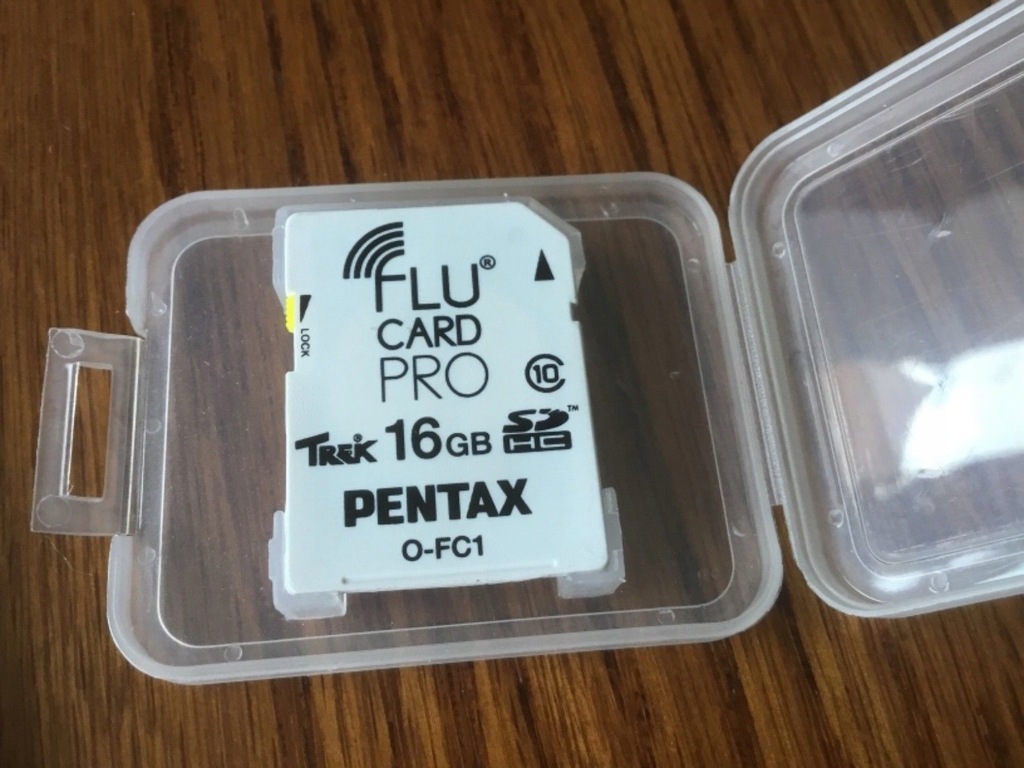 FLU®
CARD
PRO
LOCK
10
TREK® 16GB SDHC™
PENTAX
O-FC1